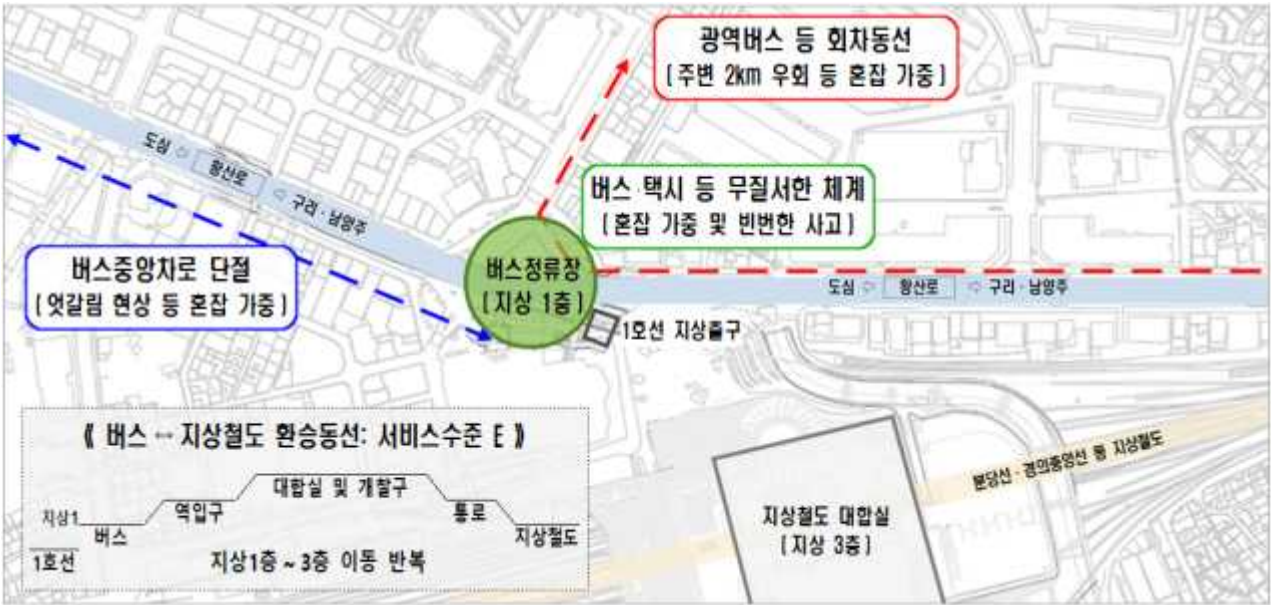 광역버스 등 회차동선
(주변 2km 우회 등 혼잡 가중)
버스 택시 등 무질서한 체계
(혼잡 가중 및 빈번한 사고)
도심 ⇦ 왕산로 ⇦ 구리·남양주
버스중앙차로 단절
(엇갈림 현상 등 혼잡 가중)
버스정류장
(지상 1층)
도심 ⇦ 왕산로 ⇦ 구리·남양주
1호선 지상출구
《 버스 ↔ 지상철도 환승동선: 서비스수준 E 》
대합실 및 개찰구
역입구
통로
지상1
버스
지상철도
1호선
지상1층 ~ 3층 이동 반복
분당선·경의중앙선 등 지상철도
지상철도 대합실
(지상 3층)